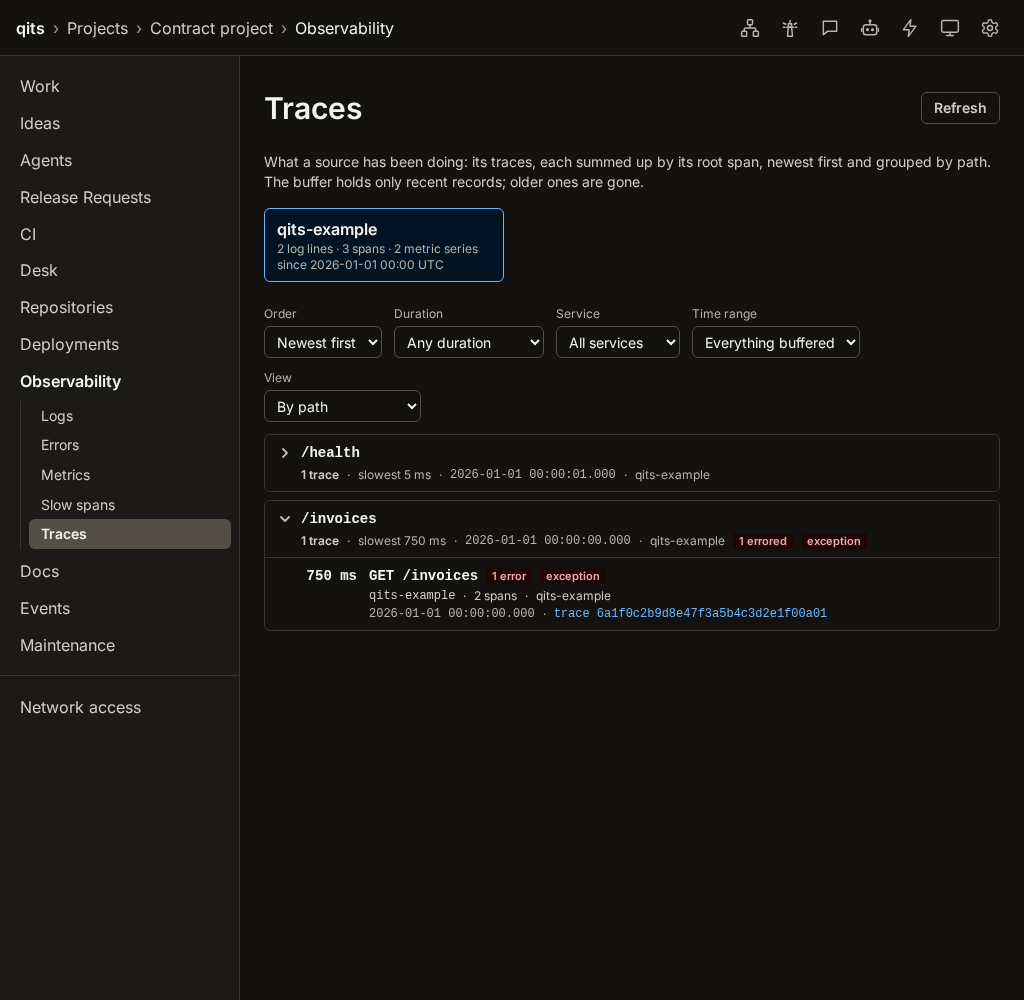 qits › Projects › Contract project › Observability
Work
Ideas
Agents
Release Requests
CI
Desk
Repositories
Deployments
Observability
Logs
Errors
Metrics
Slow spans
Traces
Docs
Events
Maintenance
Network access
Traces
Refresh
What a source has been doing: its traces, each summed up by its root span, newest first and grouped by path.
The buffer holds only recent records; older ones are gone.
qits-example
2 log lines · 3 spans · 2 metric series
since 2026-01-01 00:00 UTC
Order Duration Service Time range
Newest first Any duration All services Everything buffered
View
By path
/health
1 trace · slowest 5 ms · 2026-01-01 00:00:01.000 · qits-example
/invoices
1 trace · slowest 750 ms · 2026-01-01 00:00:00.000 · qits-example 1 errored exception
750 ms GET /invoices 1 error exception
qits-example · 2 spans · qits-example
2026-01-01 00:00:00.000 · trace 6a1f0c2b9d8e47f3a5b4c3d2e1f00a01